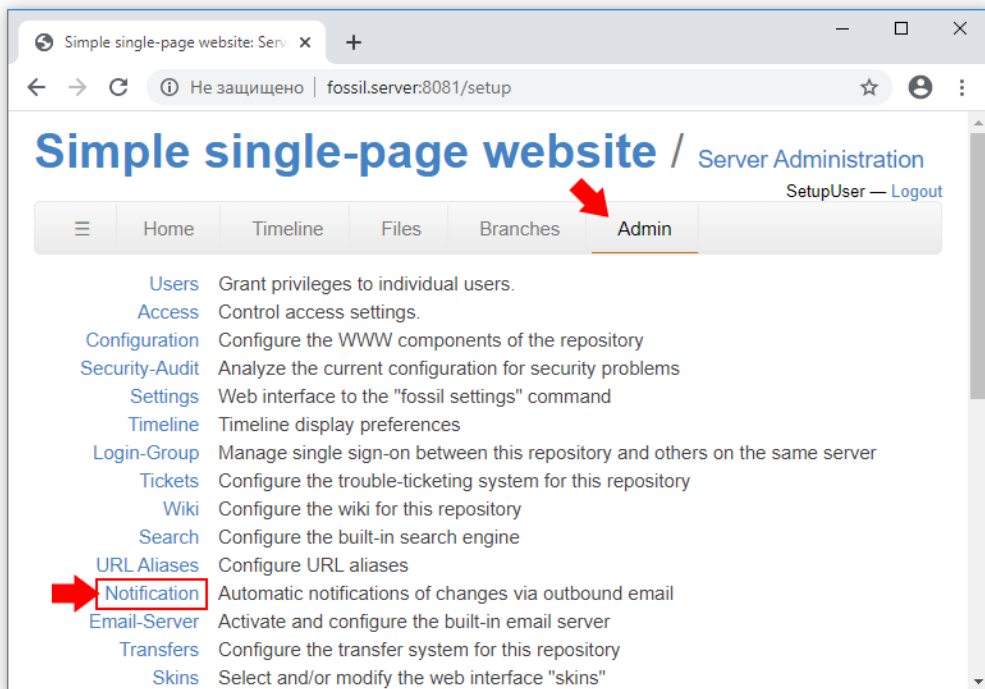 Simple single-page website: Serv
Не защищено | fossil.server:8081/setup
Simple single-page website / Server Administration
SetupUser — Logout
☰ Home Timeline Files Branches Admin
Users Grant privileges to individual users.
Access Control access settings.
Configuration Configure the WWW components of the repository
Security-Audit Analyze the current configuration for security problems
Settings Web interface to the "fossil settings" command
Timeline Timeline display preferences
Login-Group Manage single sign-on between this repository and others on the same server
Tickets Configure the trouble-ticketing system for this repository
Wiki Configure the wiki for this repository
Search Configure the built-in search engine
URL Aliases Configure URL aliases
Notification Automatic notifications of changes via outbound email
Email-Server Activate and configure the built-in email server
Transfers Configure the transfer system for this repository
Skins Select and/or modify the web interface "skins"